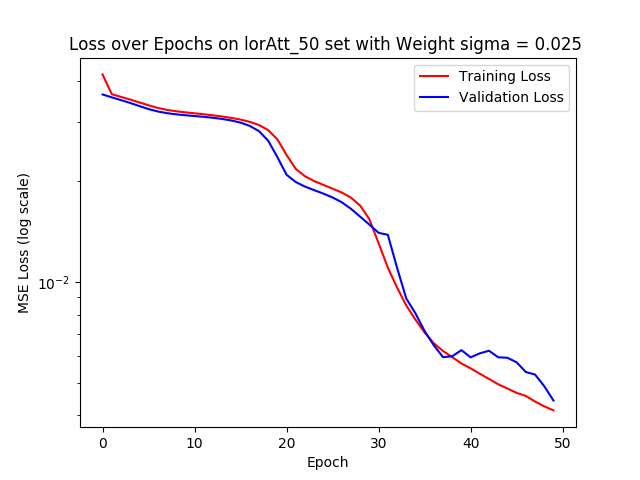 Loss over Epochs on lorAtt_50 set with Weight sigma = 0.025
Training Loss
Validation Loss
MSE Loss (log scale)
10⁻²
0 10 20 30 40 50
Epoch